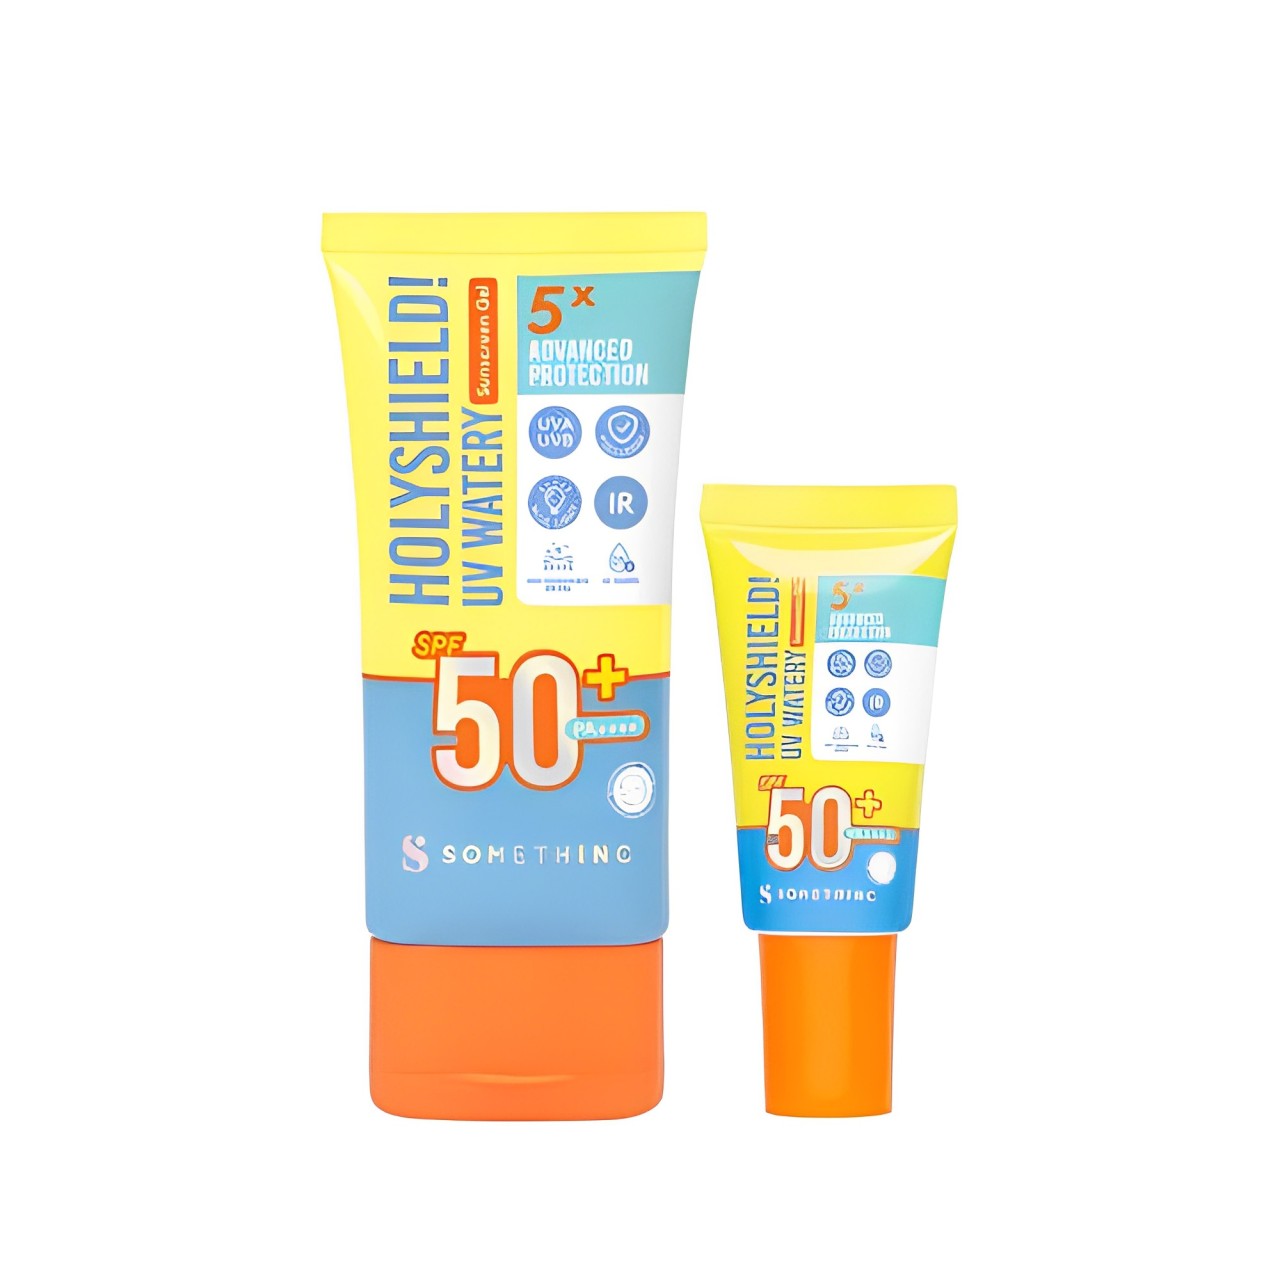 HOLYSHIELD!
UV WATERY
Sunscreen Gel
5x
ADVANCED
PROTECTION
UVA
UVB
IR
SPF
50+
PA++++
SOMETHINC
HOLYSHIELD!
UV WATERY
5x
50+
SOMETHINC